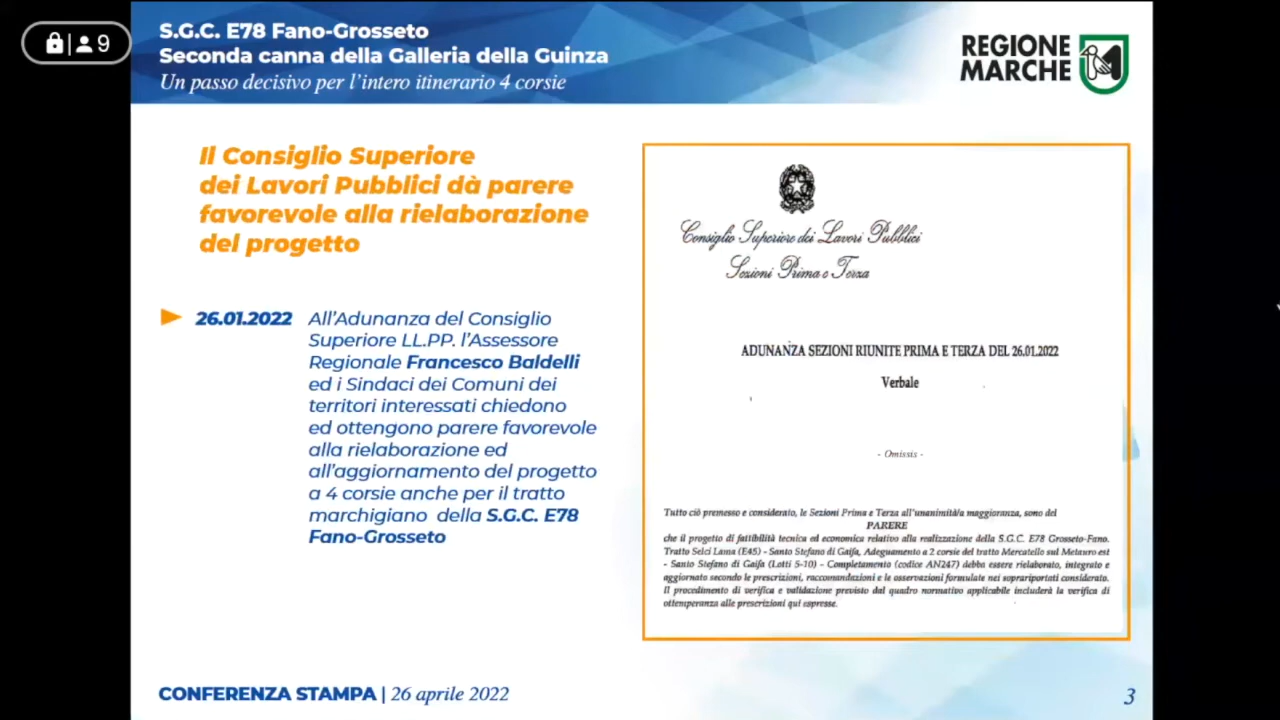 9
S.G.C. E78 Fano-Grosseto
Seconda canna della Galleria della Guinza
Un passo decisivo per l'intero itinerario 4 corsie
REGIONE
MARCHE
Il Consiglio Superiore
dei Lavori Pubblici dà parere
favorevole alla rielaborazione
del progetto
26.01.2022 All'Adunanza del Consiglio
Superiore LL.PP. l'Assessore
Regionale Francesco Baldelli
ed i Sindaci dei Comuni dei
territori interessati chiedono
ed ottengono parere favorevole
alla rielaborazione ed
all'aggiornamento del progetto
a 4 corsie anche per il tratto
marchigiano della S.G.C. E78
Fano-Grosseto
Consiglio Superiore dei Lavori Pubblici
Sezioni Prima e Terza
ADUNANZA SEZIONI RIUNITE PRIMA E TERZA DEL 26.01.2022
Verbale
- Omissis -
Tutto ciò premesso e considerato, le Sezioni Prima e Terza all'unanimità/a maggioranza, sono del
PARERE
che il progetto di fattibilità tecnica ed economica relativo alla realizzazione della S.G.C. E78 Grosseto-Fano.
Tratto Selci Lama (E45) - Santo Stefano di Gaifa, Adeguamento a 2 corsie del tratto Mercatello sul Metauro est
- Santo Stefano di Gaifa (Lotti 5-10) - Completamento (codice AN247) debba essere rielaborato, integrato e
aggiornato secondo le prescrizioni, raccomandazioni e le osservazioni formulate nei soprariportati considerato.
Il procedimento di verifica e validazione previsto dal quadro normativo applicabile includerà la verifica di
ottemperanza alle prescrizioni qui espresse.
CONFERENZA STAMPA | 26 aprile 2022
3